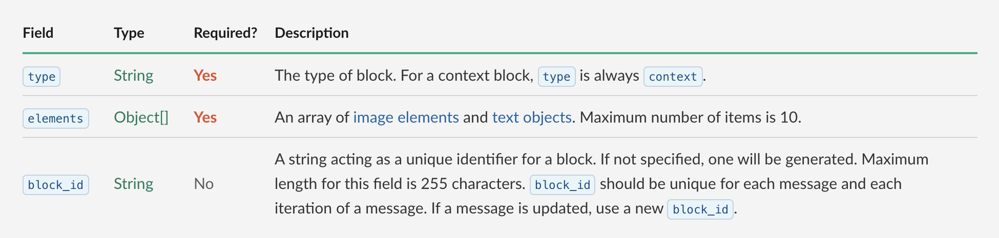 Field Type Required? Description
type String Yes The type of block. For a context block, type is always context.
elements Object[] Yes An array of image elements and text objects. Maximum number of items is 10.
A string acting as a unique identifier for a block. If not specified, one will be generated. Maximum
block_id String No length for this field is 255 characters. block_id should be unique for each message and each
iteration of a message. If a message is updated, use a new block_id.